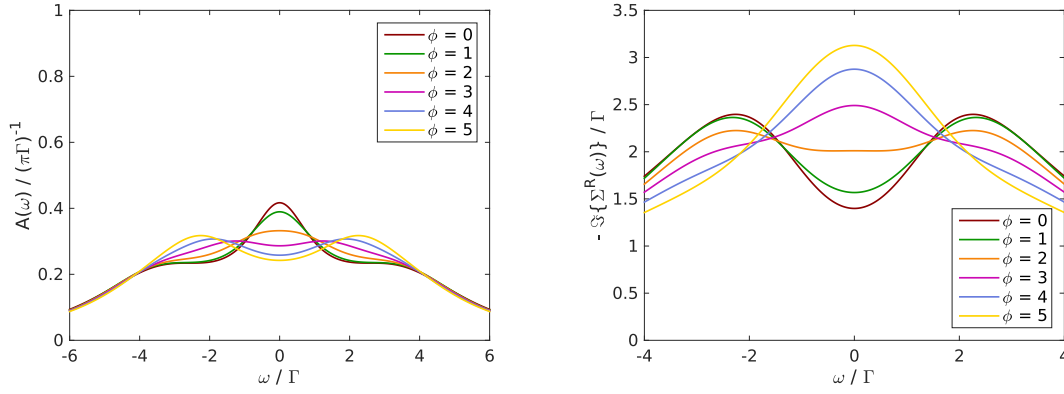 A(ω) / (πΓ)⁻¹
1
0.8
0.6
0.4
0.2
0
-6
-4
-2
0
2
4
6
ω / Γ
ϕ = 0
ϕ = 1
ϕ = 2
ϕ = 3
ϕ = 4
ϕ = 5
- ℑ{Σᴿ(ω)} / Γ
3.5
3
2.5
2
1.5
1
0.5
0
-4
-2
0
2
4
ω / Γ
ϕ = 0
ϕ = 1
ϕ = 2
ϕ = 3
ϕ = 4
ϕ = 5